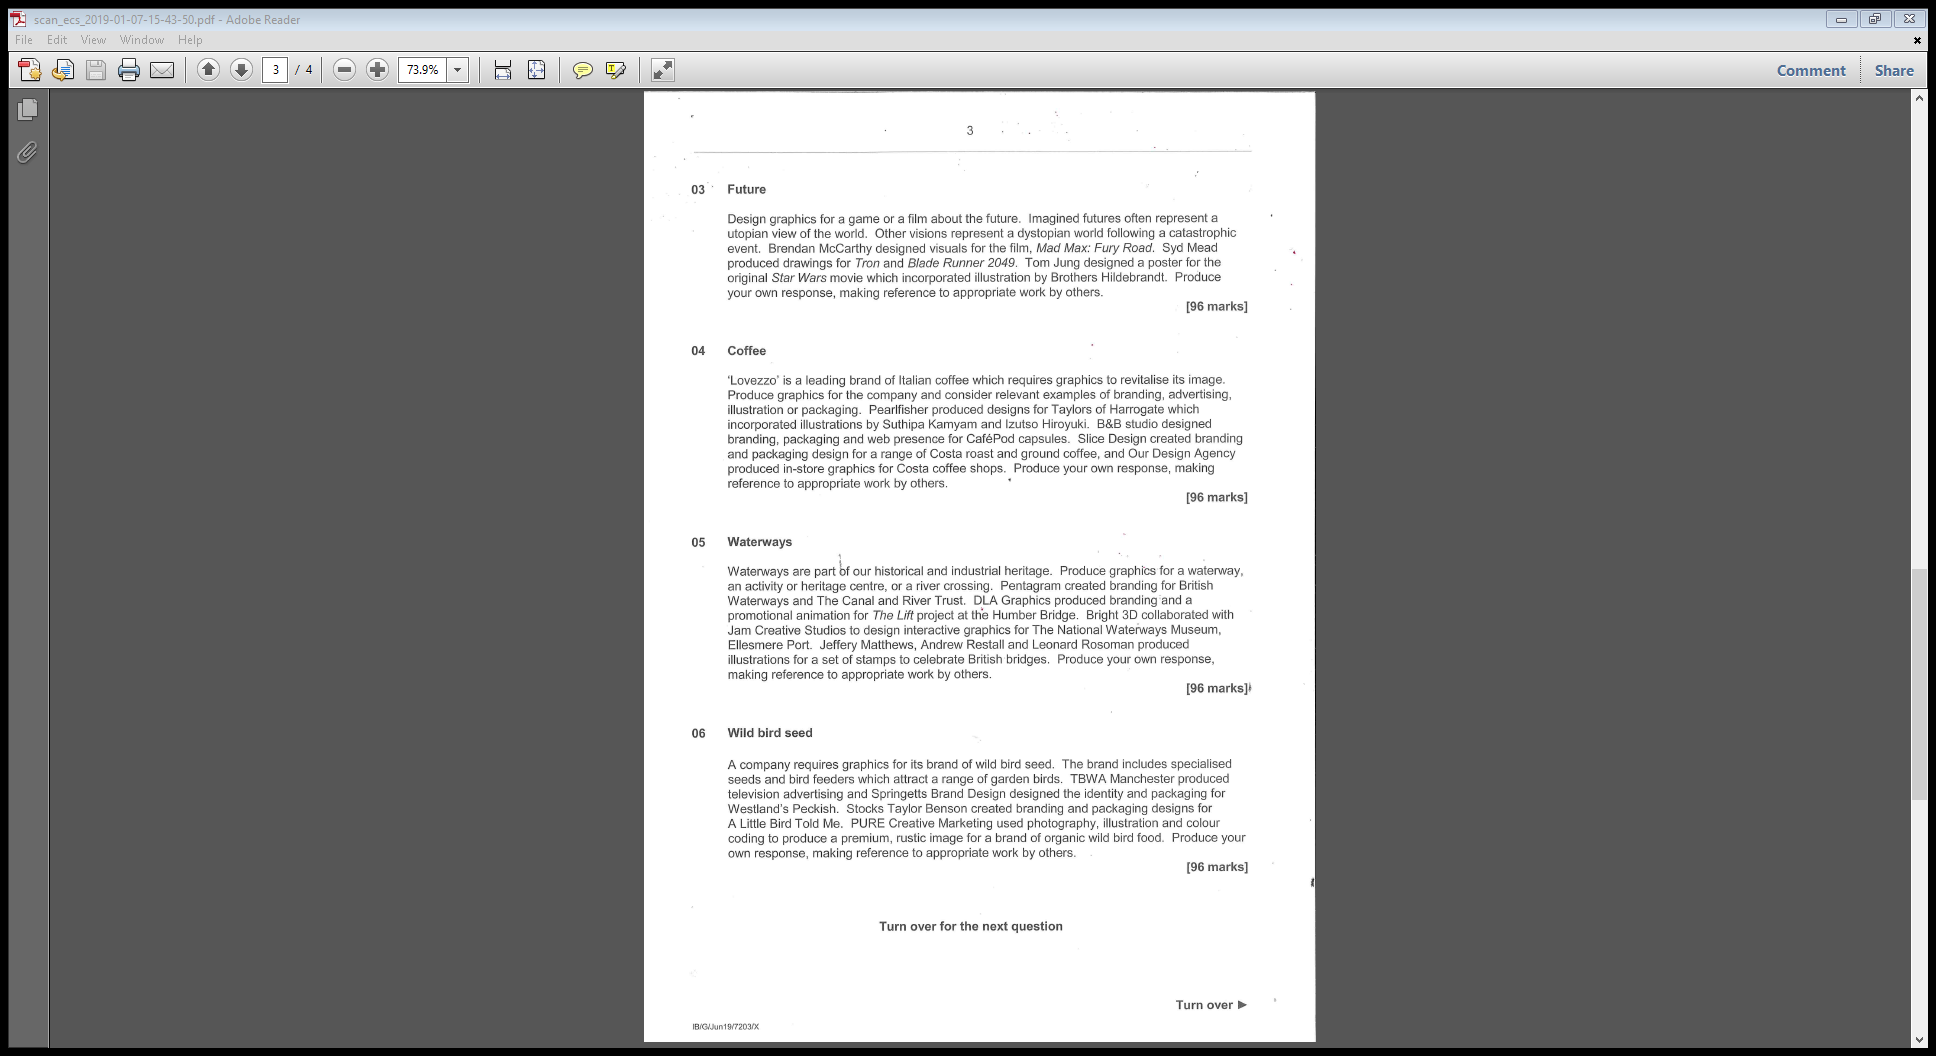 scan_ecs_2019-01-07-15-43-50.pdf - Adobe Reader
File Edit View Window Help
3 / 4 73.9% Comment Share
3
03 Future
Design graphics for a game or a film about the future. Imagined futures often represent a
utopian view of the world. Other visions represent a dystopian world following a catastrophic
event. Brendan McCarthy designed visuals for the film, Mad Max: Fury Road. Syd Mead
produced drawings for Tron and Blade Runner 2049. Tom Jung designed a poster for the
original Star Wars movie which incorporated illustration by Brothers Hildebrandt. Produce
your own response, making reference to appropriate work by others.
[96 marks]
04 Coffee
‘Lovezzo’ is a leading brand of Italian coffee which requires graphics to revitalise its image.
Produce graphics for the company and consider relevant examples of branding, advertising,
illustration or packaging. Pearlfisher produced designs for Taylors of Harrogate which
incorporated illustrations by Suthipa Kamyam and Izutso Hiroyuki. B&B studio designed
branding, packaging and web presence for CaféPod capsules. Slice Design created branding
and packaging design for a range of Costa roast and ground coffee, and Our Design Agency
produced in-store graphics for Costa coffee shops. Produce your own response, making
reference to appropriate work by others.
[96 marks]
05 Waterways
Waterways are part of our historical and industrial heritage. Produce graphics for a waterway,
an activity or heritage centre, or a river crossing. Pentagram created branding for British
Waterways and The Canal and River Trust. DLA Graphics produced branding and a
promotional animation for The Lift project at the Humber Bridge. Bright 3D collaborated with
Jam Creative Studios to design interactive graphics for The National Waterways Museum,
Ellesmere Port. Jeffery Matthews, Andrew Restall and Leonard Rosoman produced
illustrations for a set of stamps to celebrate British bridges. Produce your own response,
making reference to appropriate work by others.
[96 marks]
06 Wild bird seed
A company requires graphics for its brand of wild bird seed. The brand includes specialised
seeds and bird feeders which attract a range of garden birds. TBWA Manchester produced
television advertising and Springetts Brand Design designed the identity and packaging for
Westland's Peckish. Stocks Taylor Benson created branding and packaging designs for
A Little Bird Told Me. PURE Creative Marketing used photography, illustration and colour
coding to produce a premium, rustic image for a brand of organic wild bird food. Produce your
own response, making reference to appropriate work by others.
[96 marks]
Turn over for the next question
Turn over ►
IB/G/Jun19/7203/X